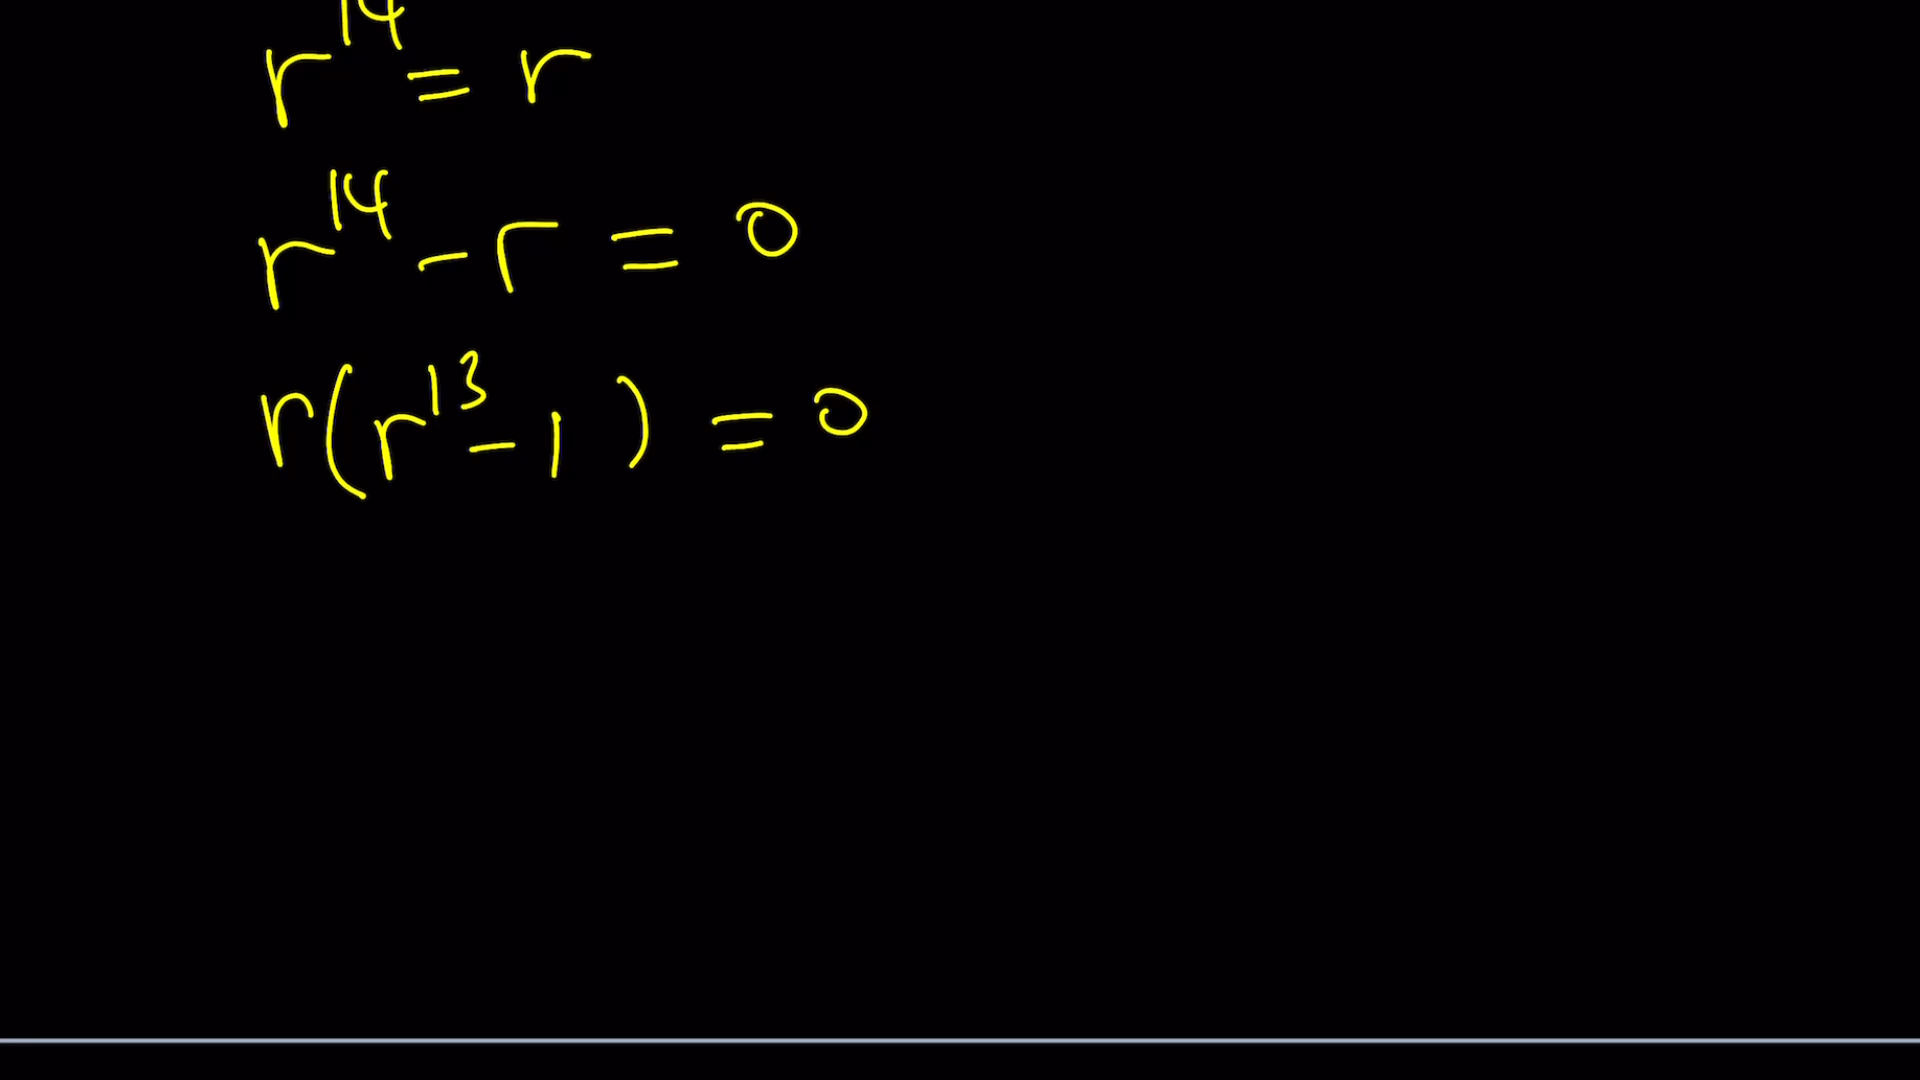 r^14 = r
r^14 - r = 0
r(r^13 - 1) = 0